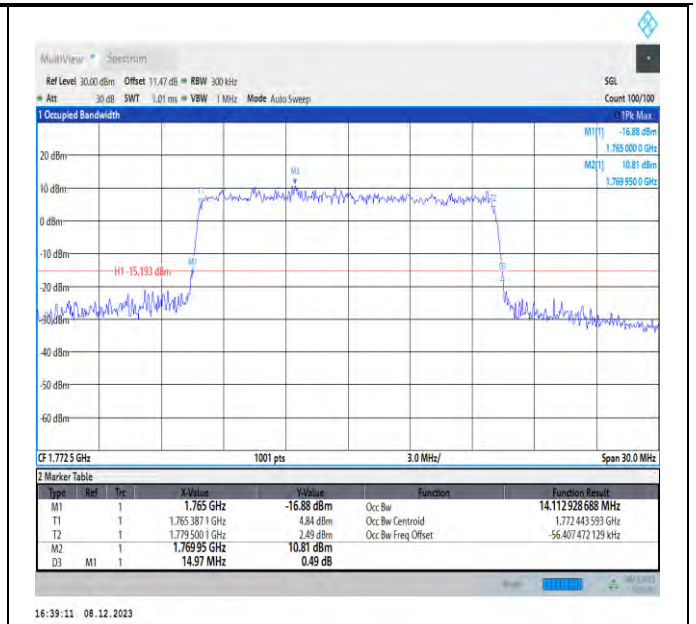 MultiView Spectrum
Ref Level 30.00 dBm Offset 11.47 dB RBW 300 kHz SGL
Att 30 dB SWT 1.01 ms VBW 1 MHz Mode Auto Sweep Count 100/100
1 Occupied Bandwidth 1Pk Max
M1[1] -16.88 dBm
1.765 000 0 GHz
M2[1] 10.81 dBm
1.769 950 0 GHz
20 dBm
10 dBm
0 dBm
-10 dBm
-20 dBm
-30 dBm
-40 dBm
-50 dBm
-60 dBm
M1
T2
D3
H1 -15.193 dBm
CF 1.772 5 GHz 1001 pts 3.0 MHz/ Span 30.0 MHz
2 Marker Table
Type Ref Trc X-Value Y-Value Function Function Result
M1 1 1.765 GHz -16.88 dBm Occ Bw 14.112 928 688 MHz
T1 1 1.765 387 1 GHz 4.84 dBm Occ Bw Centroid 1.772 443 593 GHz
T2 1 1.779 500 1 GHz 2.49 dBm Occ Bw Freq Offset -56.407 472 129 kHz
M2 1 1.769 95 GHz 10.81 dBm
D3 M1 1 14.97 MHz 0.49 dB
16:39:11 08.12.2023